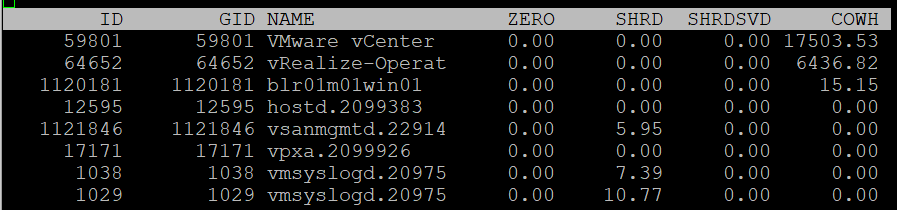 ID GID NAME ZERO SHRD SHRDSVD COWH
59801 59801 VMware vCenter 0.00 0.00 0.00 17503.53
64652 64652 vRealize-Operat 0.00 0.00 0.00 6436.82
1120181 1120181 blr01m01win01 0.00 0.00 0.00 15.15
12595 12595 hostd.2099383 0.00 0.00 0.00 0.00
1121846 1121846 vsanmgmtd.22914 0.00 5.95 0.00 0.00
17171 17171 vpxa.2099926 0.00 0.00 0.00 0.00
1038 1038 vmsyslogd.20975 0.00 7.39 0.00 0.00
1029 1029 vmsyslogd.20975 0.00 10.77 0.00 0.00